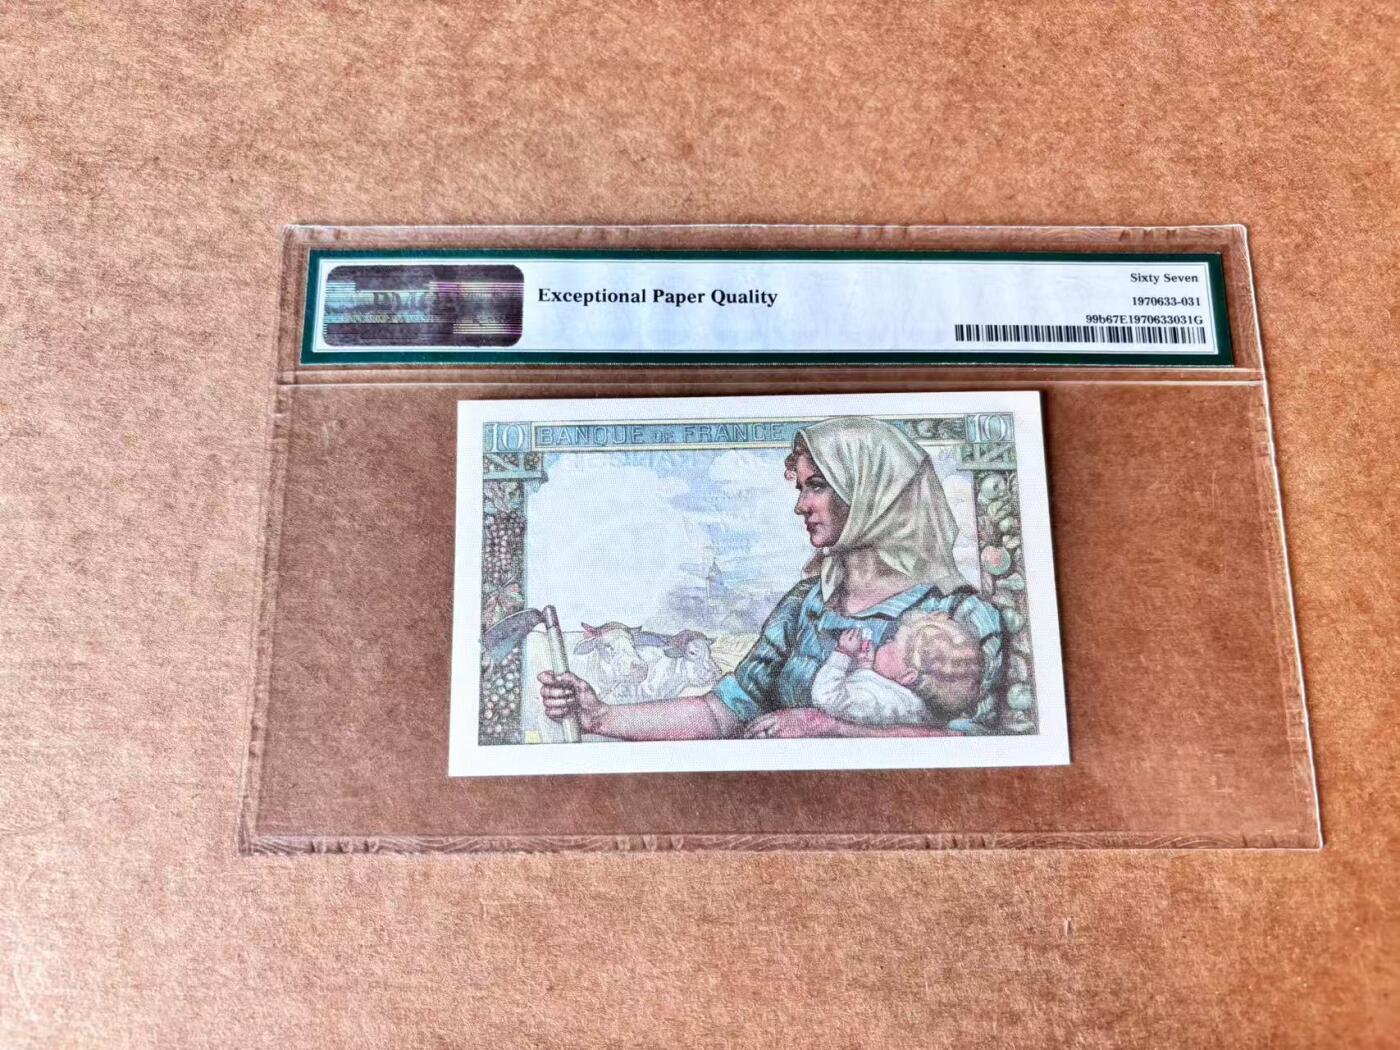 Sixty Seven
Exceptional Paper Quality
1970633-031
99b67E1970633031G
10 BANQUE DE FRANCE 10